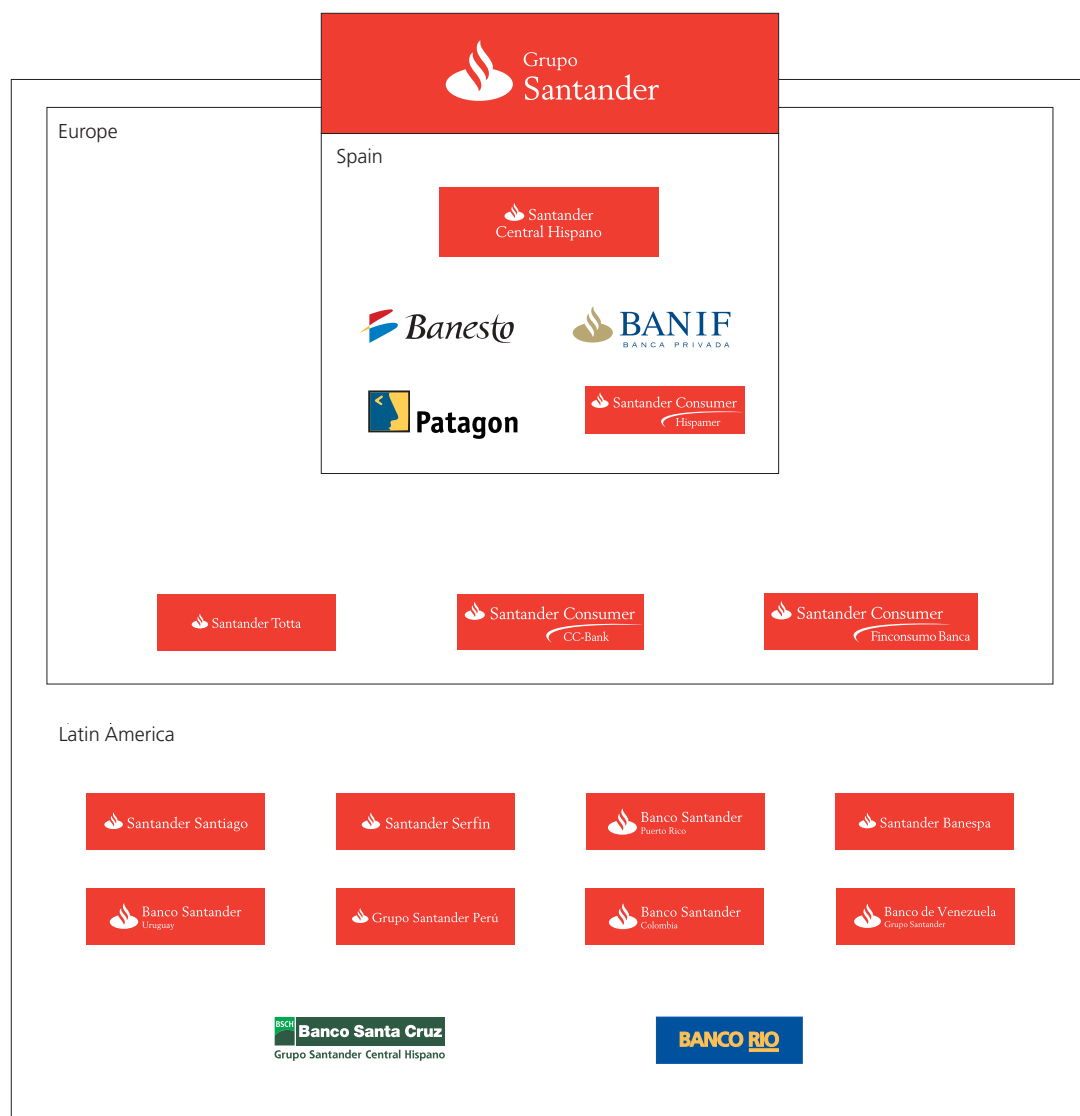 Grupo
Santander
Europe
Spain
Santander
Central Hispano
Banesto
BANIF
BANCA PRIVADA
Patagon
Santander Consumer
Hispamer
Santander Totta
Santander Consumer
CC-Bank
Santander Consumer
Finconsumo Banca
Latin America
Santander Santiago
Santander Serfin
Banco Santander
Puerto Rico
Santander Banespa
Banco Santander
Uruguay
Grupo Santander Perú
Banco Santander
Colombia
Banco de Venezuela
Grupo Santander
BSCH Banco Santa Cruz
Grupo Santander Central Hispano
BANCO RIO